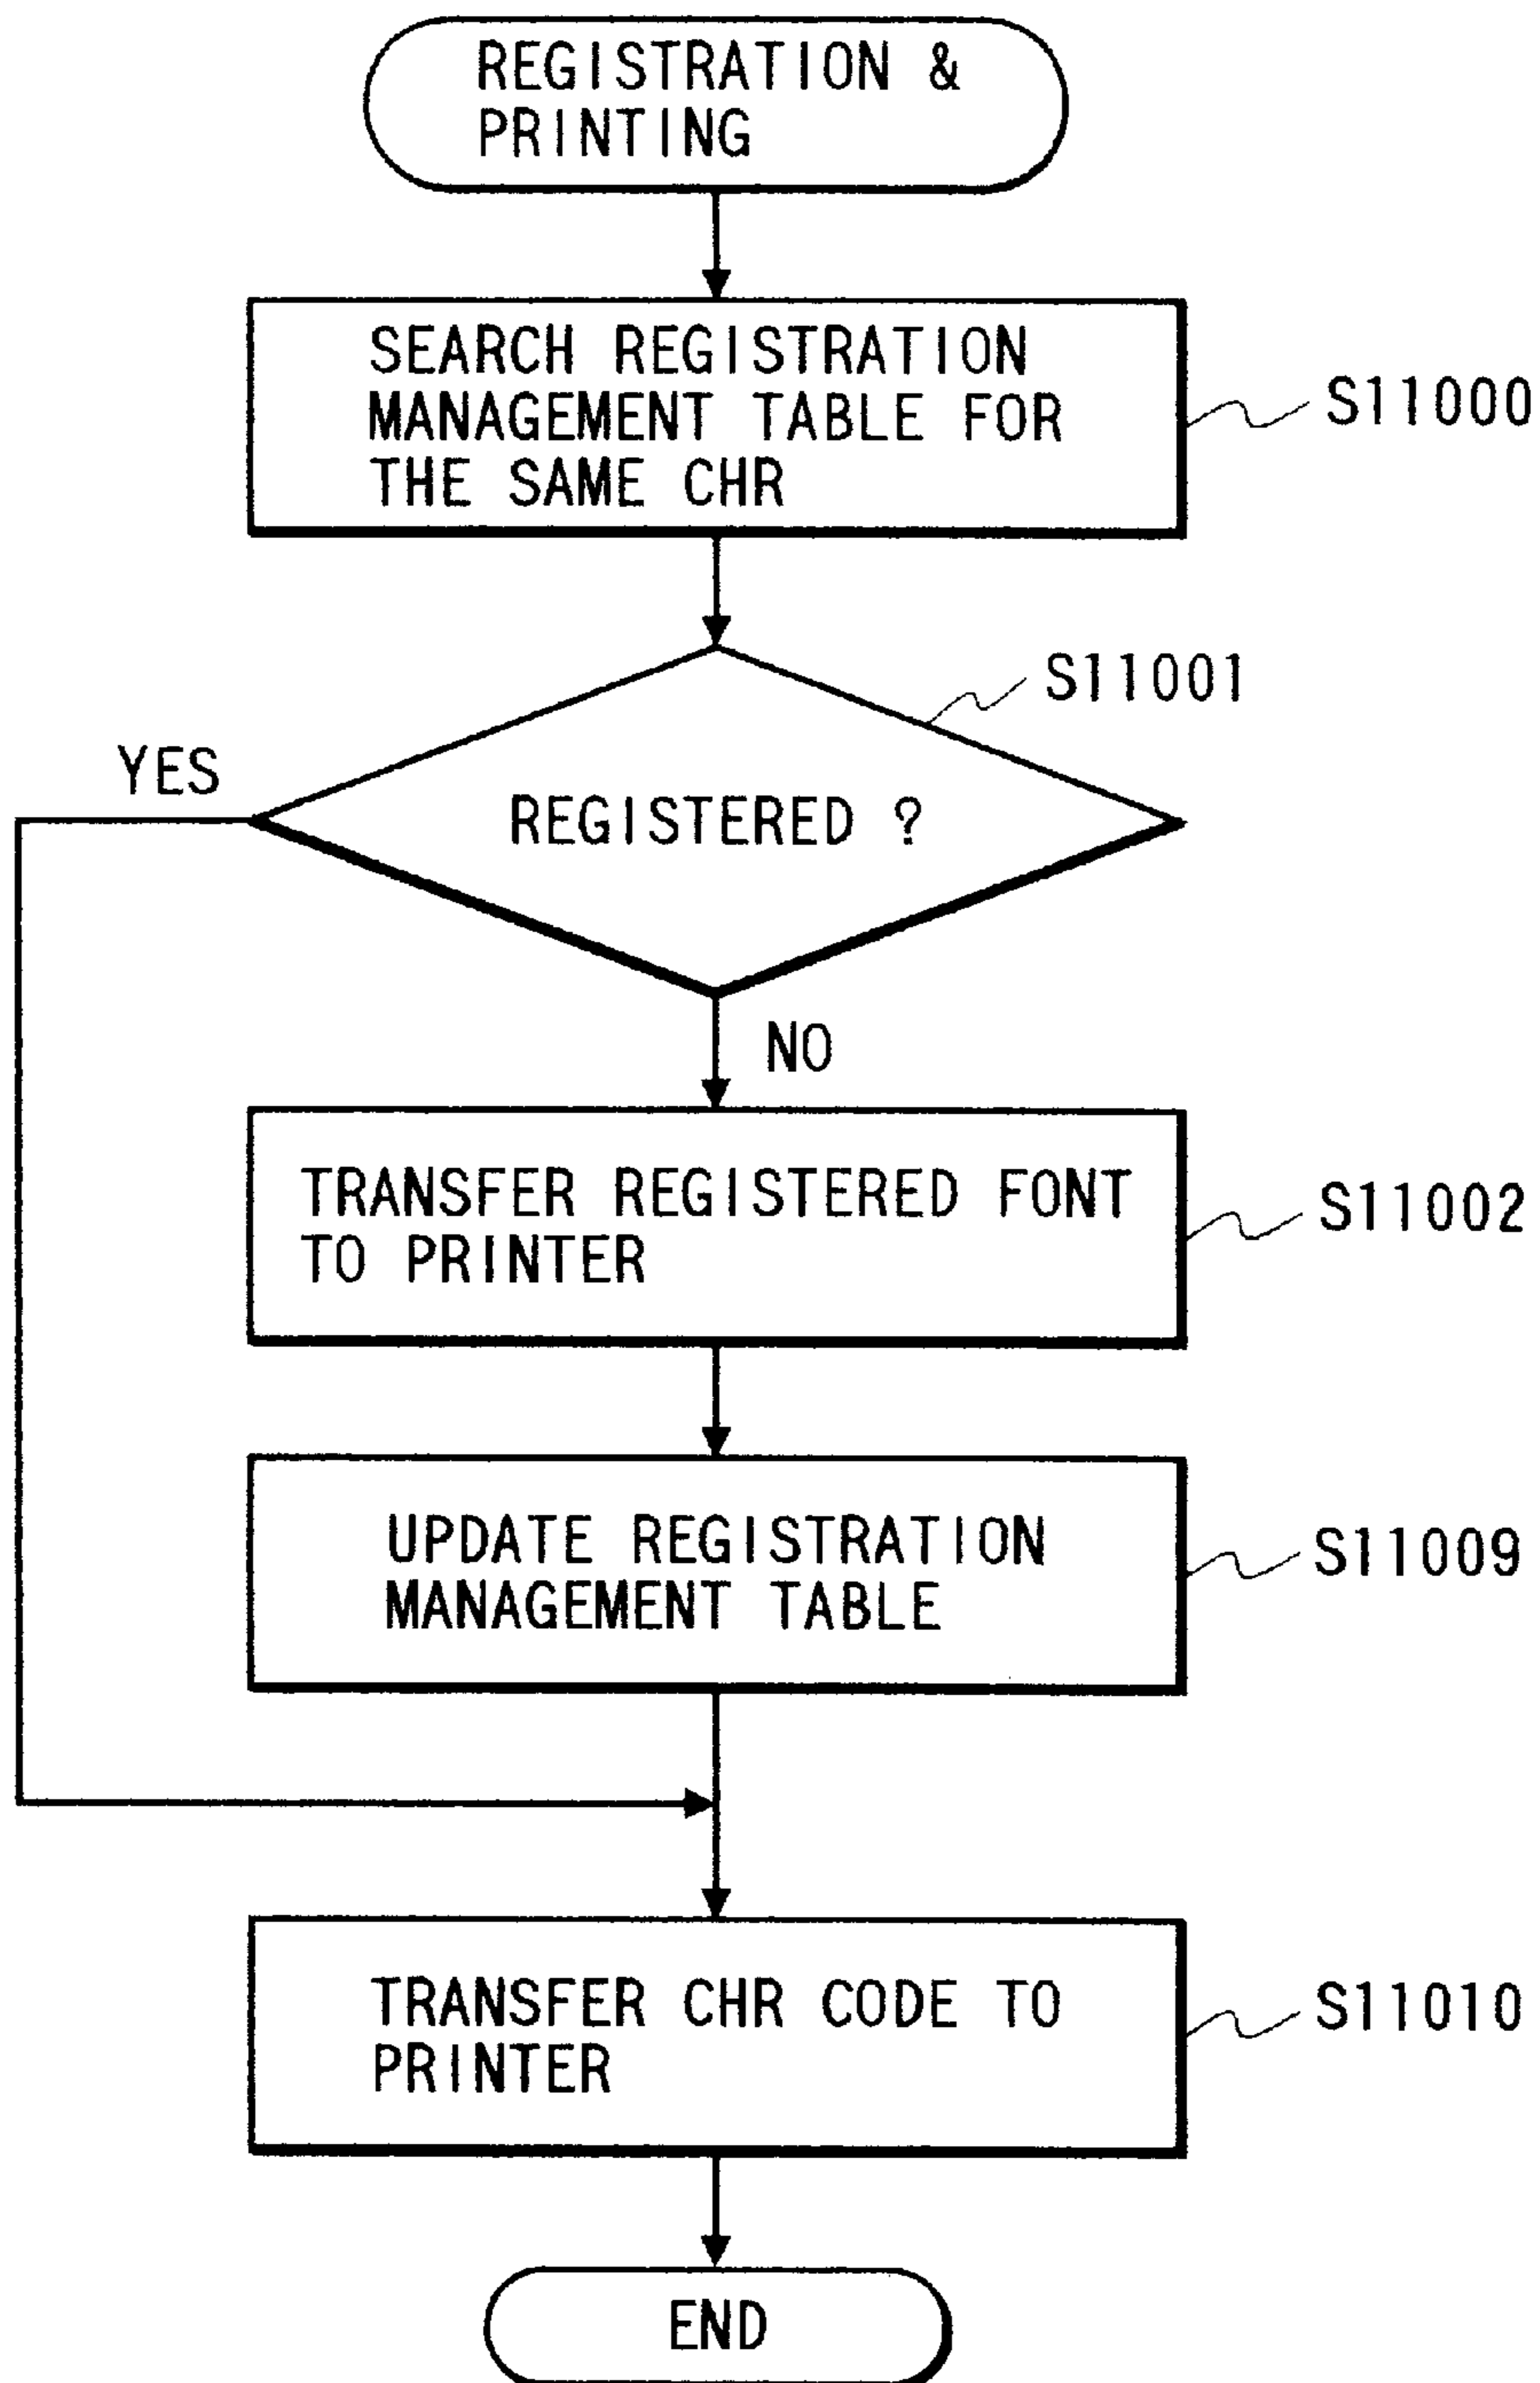 REGISTRATION &
PRINTING
SEARCH REGISTRATION
MANAGEMENT TABLE FOR
THE SAME CHR
S11000
S11001
YES
REGISTERED ?
NO
TRANSFER REGISTERED FONT
TO PRINTER
S11002
UPDATE REGISTRATION
MANAGEMENT TABLE
S11009
TRANSFER CHR CODE TO
PRINTER
S11010
END